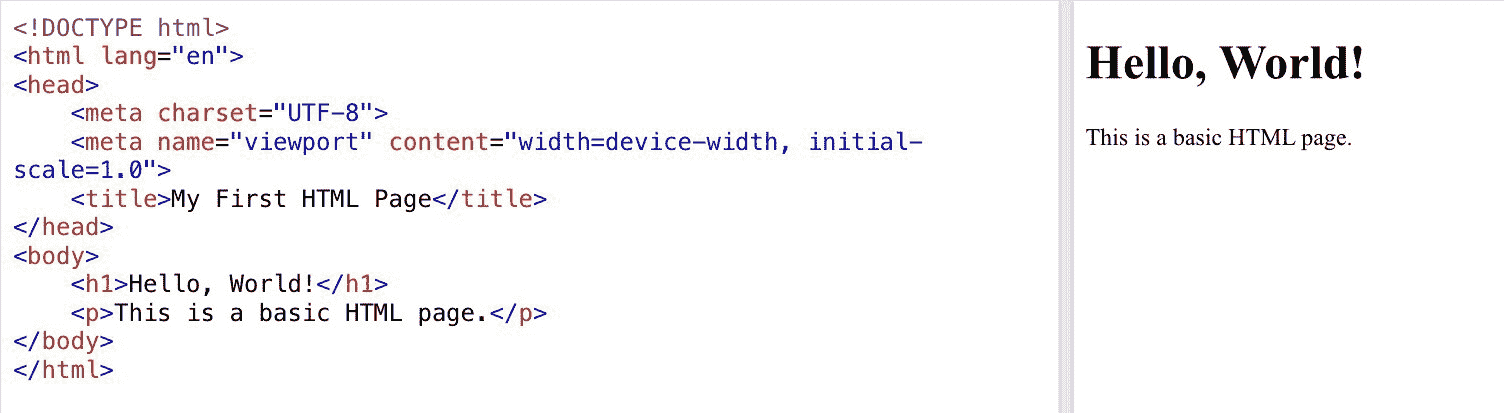 <!DOCTYPE html>
<html lang="en">
<head>
    <meta charset="UTF-8">
    <meta name="viewport" content="width=device-width, initial-
scale=1.0">
    <title>My First HTML Page</title>
</head>
<body>
    <h1>Hello, World!</h1>
    <p>This is a basic HTML page.</p>
</body>
</html>
Hello, World!
This is a basic HTML page.